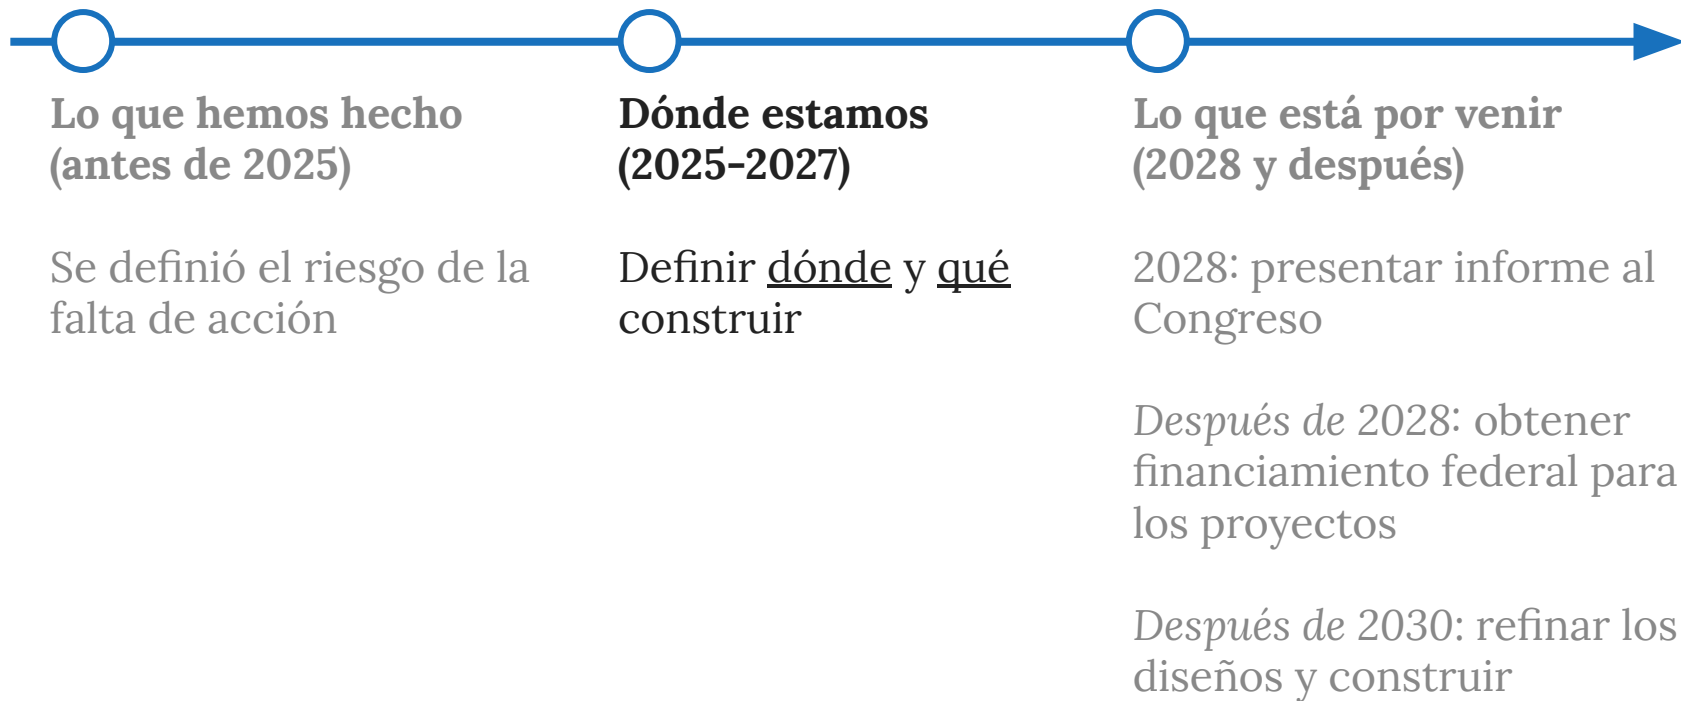 Lo que hemos hecho
(antes de 2025)
Se definió el riesgo de la
falta de acción
Dónde estamos
(2025-2027)
Definir dónde y qué
construir
Lo que está por venir
(2028 y después)
2028: presentar informe al
Congreso
Después de 2028: obtener
financiamiento federal para
los proyectos
Después de 2030: refinar los
diseños y construir